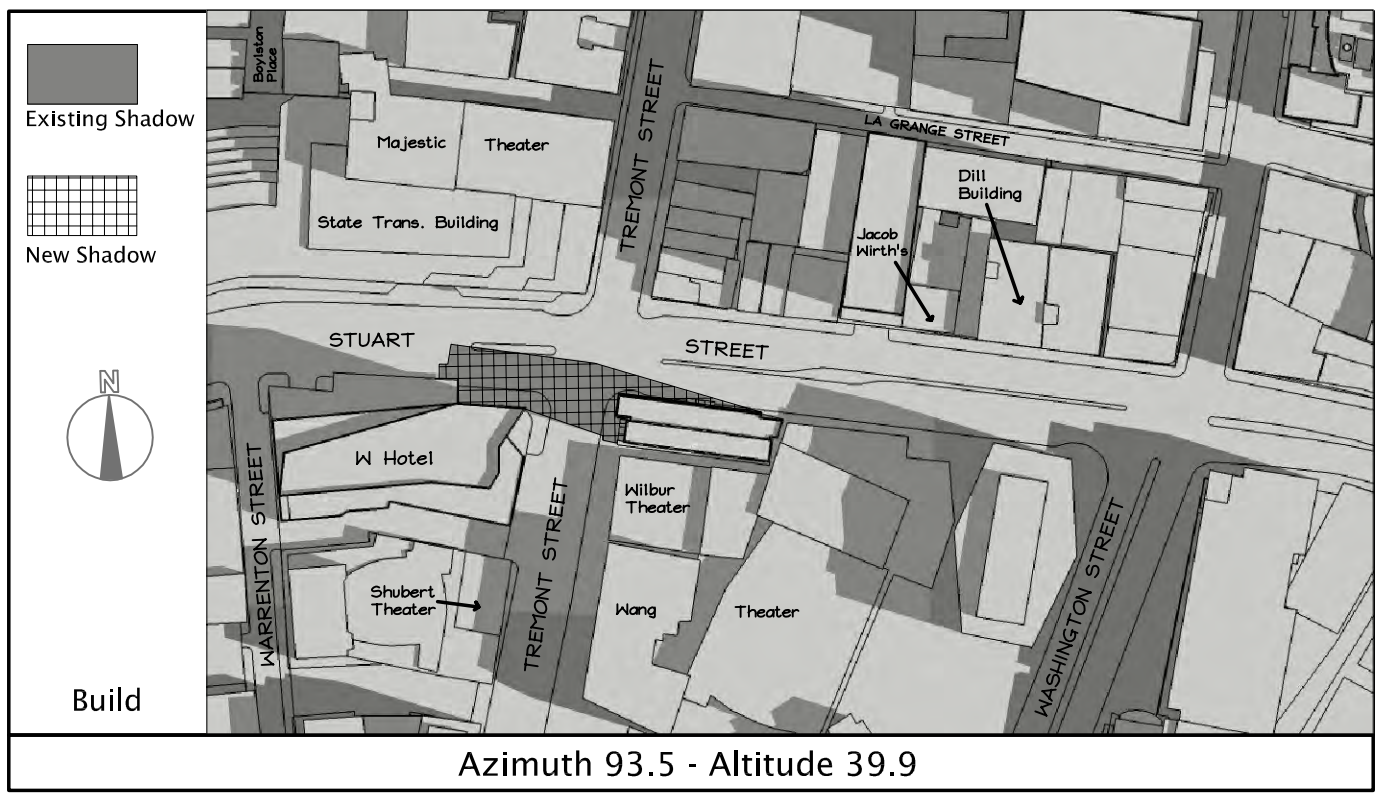 Existing Shadow
New Shadow
N
Build
Boylston
Place
Majestic
Theater
State Trans. Building
TREMONT STREET
LA GRANGE STREET
Dill
Building
Jacob
Wirth's
STUART
STREET
W Hotel
WARRENTON STREET
Shubert
Theater
TREMONT STREET
Wilbur
Theater
Wang
Theater
WASHINGTON STREET
Azimuth 93.5 - Altitude 39.9